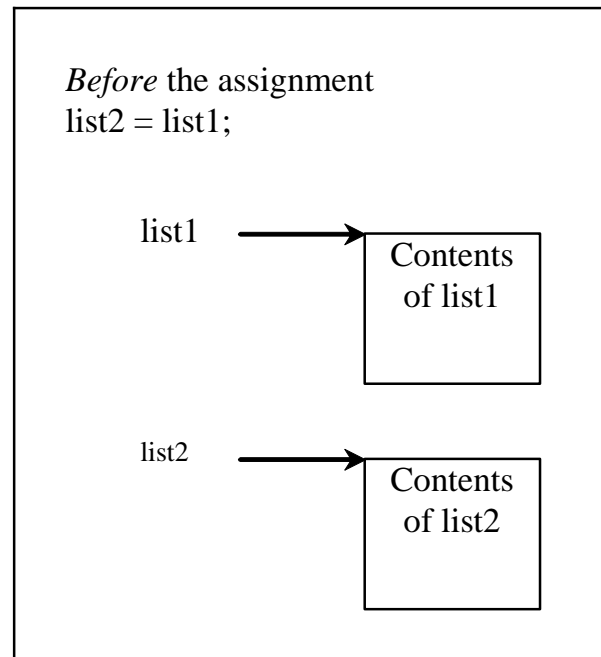 Before the assignment
list2 = list1;
list1
Contents
of list1
list2
Contents
of list2